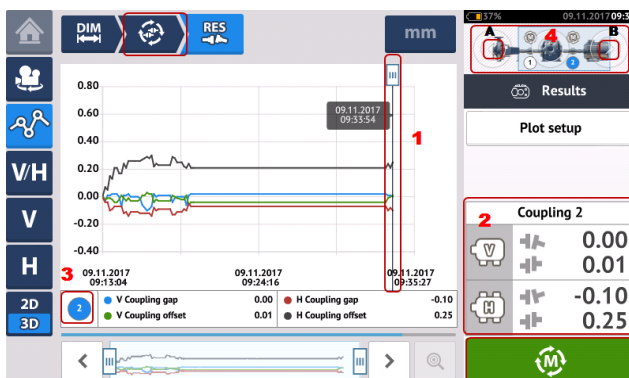 DIM
RES
mm
37%
09.11.2017 09:3
A
B
4
1
2
Results
Plot setup
V/H
V
H
2D
3D
0.80
0.60
0.40
0.20
0.00
-0.20
-0.40
09.11.2017
09:33:54
1
09.11.2017
09:13:04
09.11.2017
09:24:16
09.11.2017
09:35:27
3
2
V Coupling gap 0.00
H Coupling gap -0.10
V Coupling offset 0.01
H Coupling offset 0.25
2
Coupling 2
V
0.00
0.01
H
-0.10
0.25
M